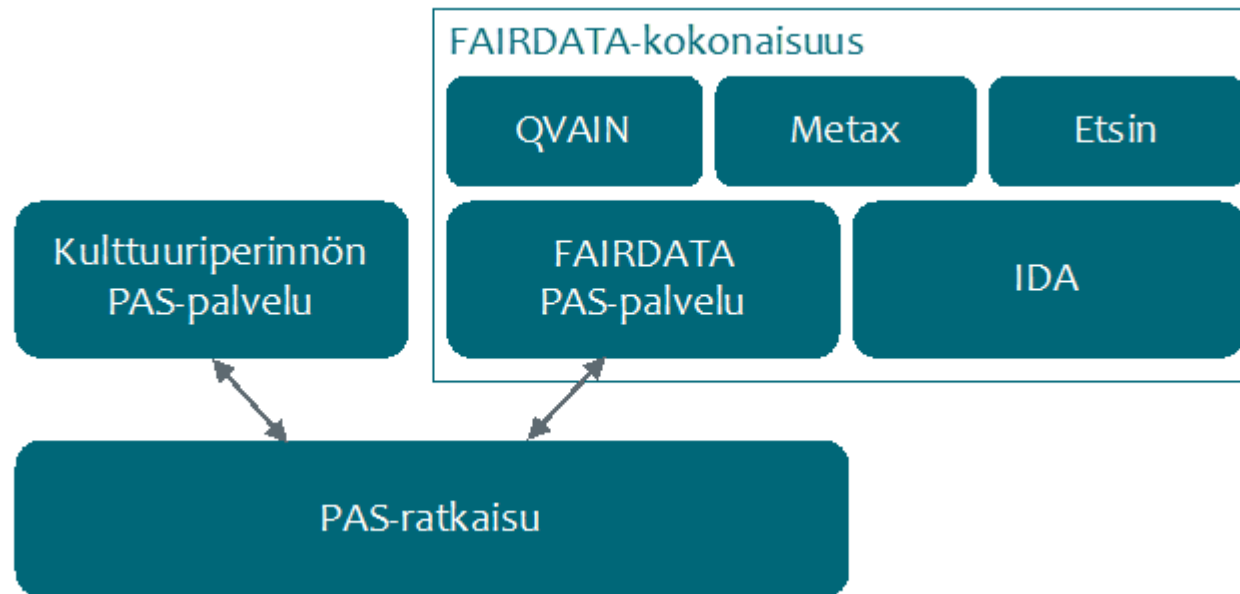 FAIRDATA-kokonaisuus
QVAIN
Metax
Etsin
Kulttuuriperinnön
PAS-palvelu
FAIRDATA
PAS-palvelu
IDA
PAS-ratkaisu